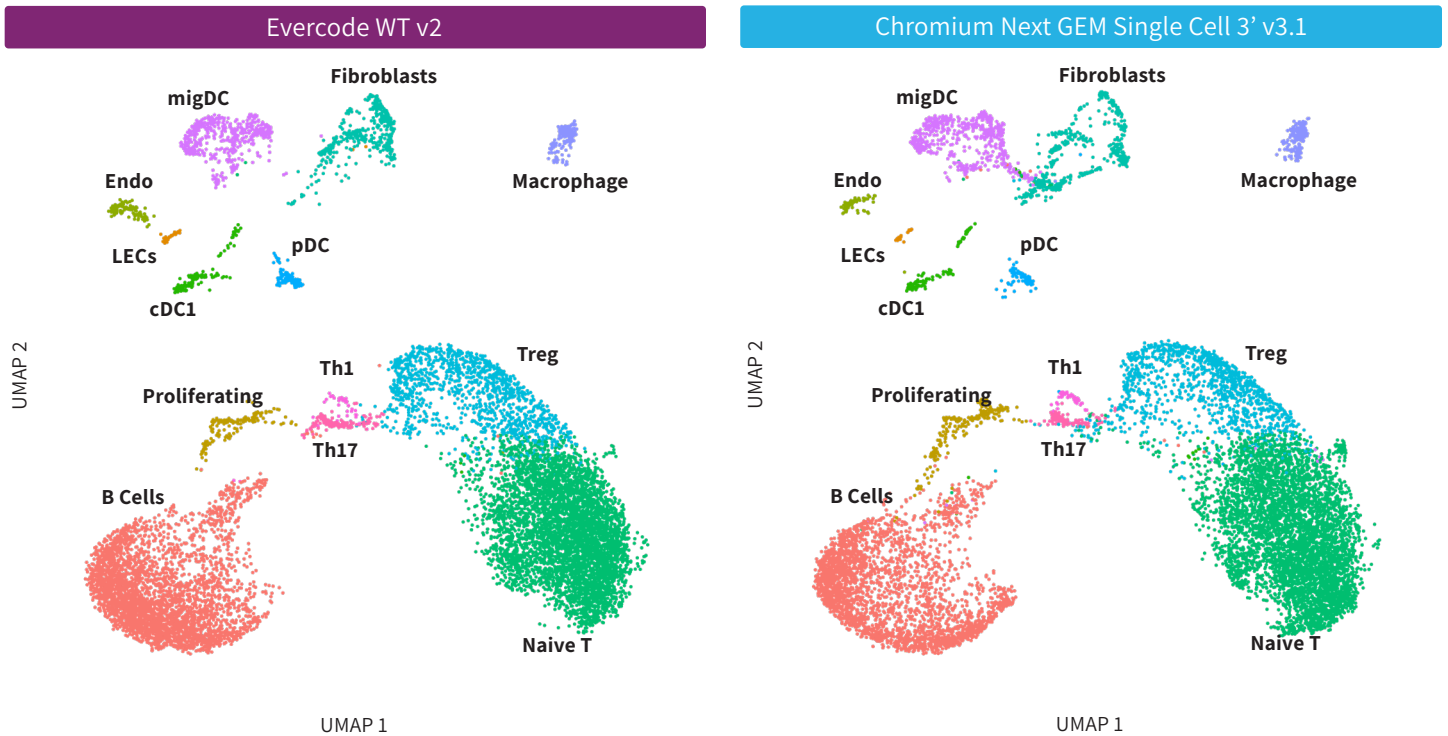 Evercode WT v2
Fibroblasts
migDC
Endo
Macrophage
LECs
pDC
cDC1
UMAP 2
Treg
Th1
Proliferating
Th17
B Cells
Naive T
UMAP 1
Chromium Next GEM Single Cell 3’ v3.1
Fibroblasts
migDC
Endo
Macrophage
LECs
pDC
cDC1
UMAP 2
Treg
Th1
Proliferating
Th17
B Cells
Naive T
UMAP 1